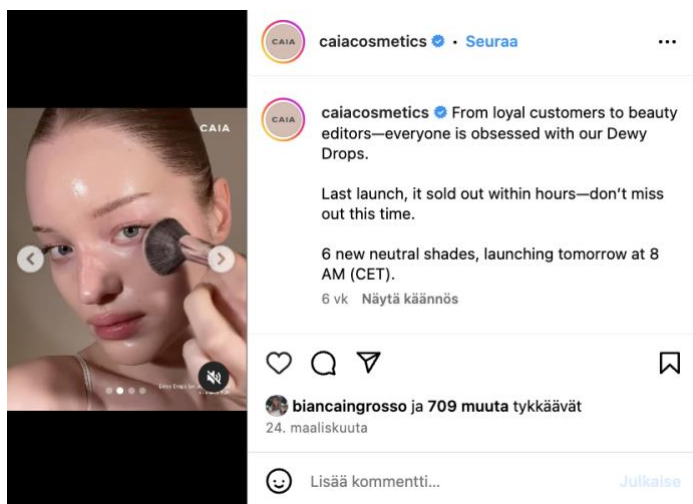 CAIA
caiacosmetics • Seuraa
CAIA
CAIA
caiacosmetics From loyal customers to beauty
editors—everyone is obsessed with our Dewy
Drops.
Last launch, it sold out within hours—don't miss
out this time.
6 new neutral shades, launching tomorrow at 8
AM (CET).
6 vk Näytä käännös
biancaingrosso ja 709 muuta tykkäävät
24. maaliskuuta
Lisää kommentti...
Julkaise